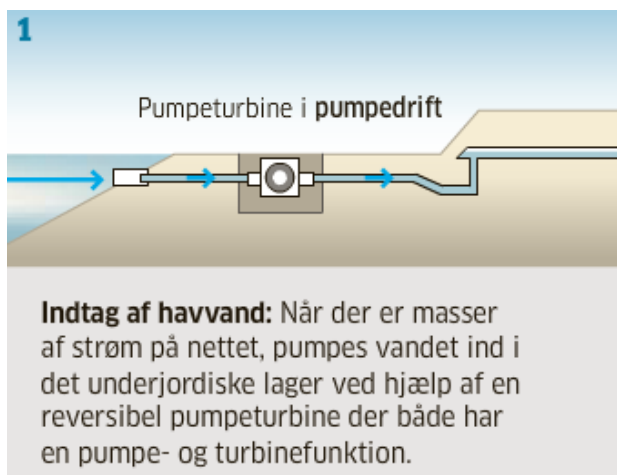 1
Pumpeturbine i pumpedrift
Indtag af havvand: Når der er masser
af strøm på nettet, pumpes vandet ind i
det underjordiske lager ved hjælp af en
reversibel pumpeturbine der både har
en pumpe- og turbinefunktion.